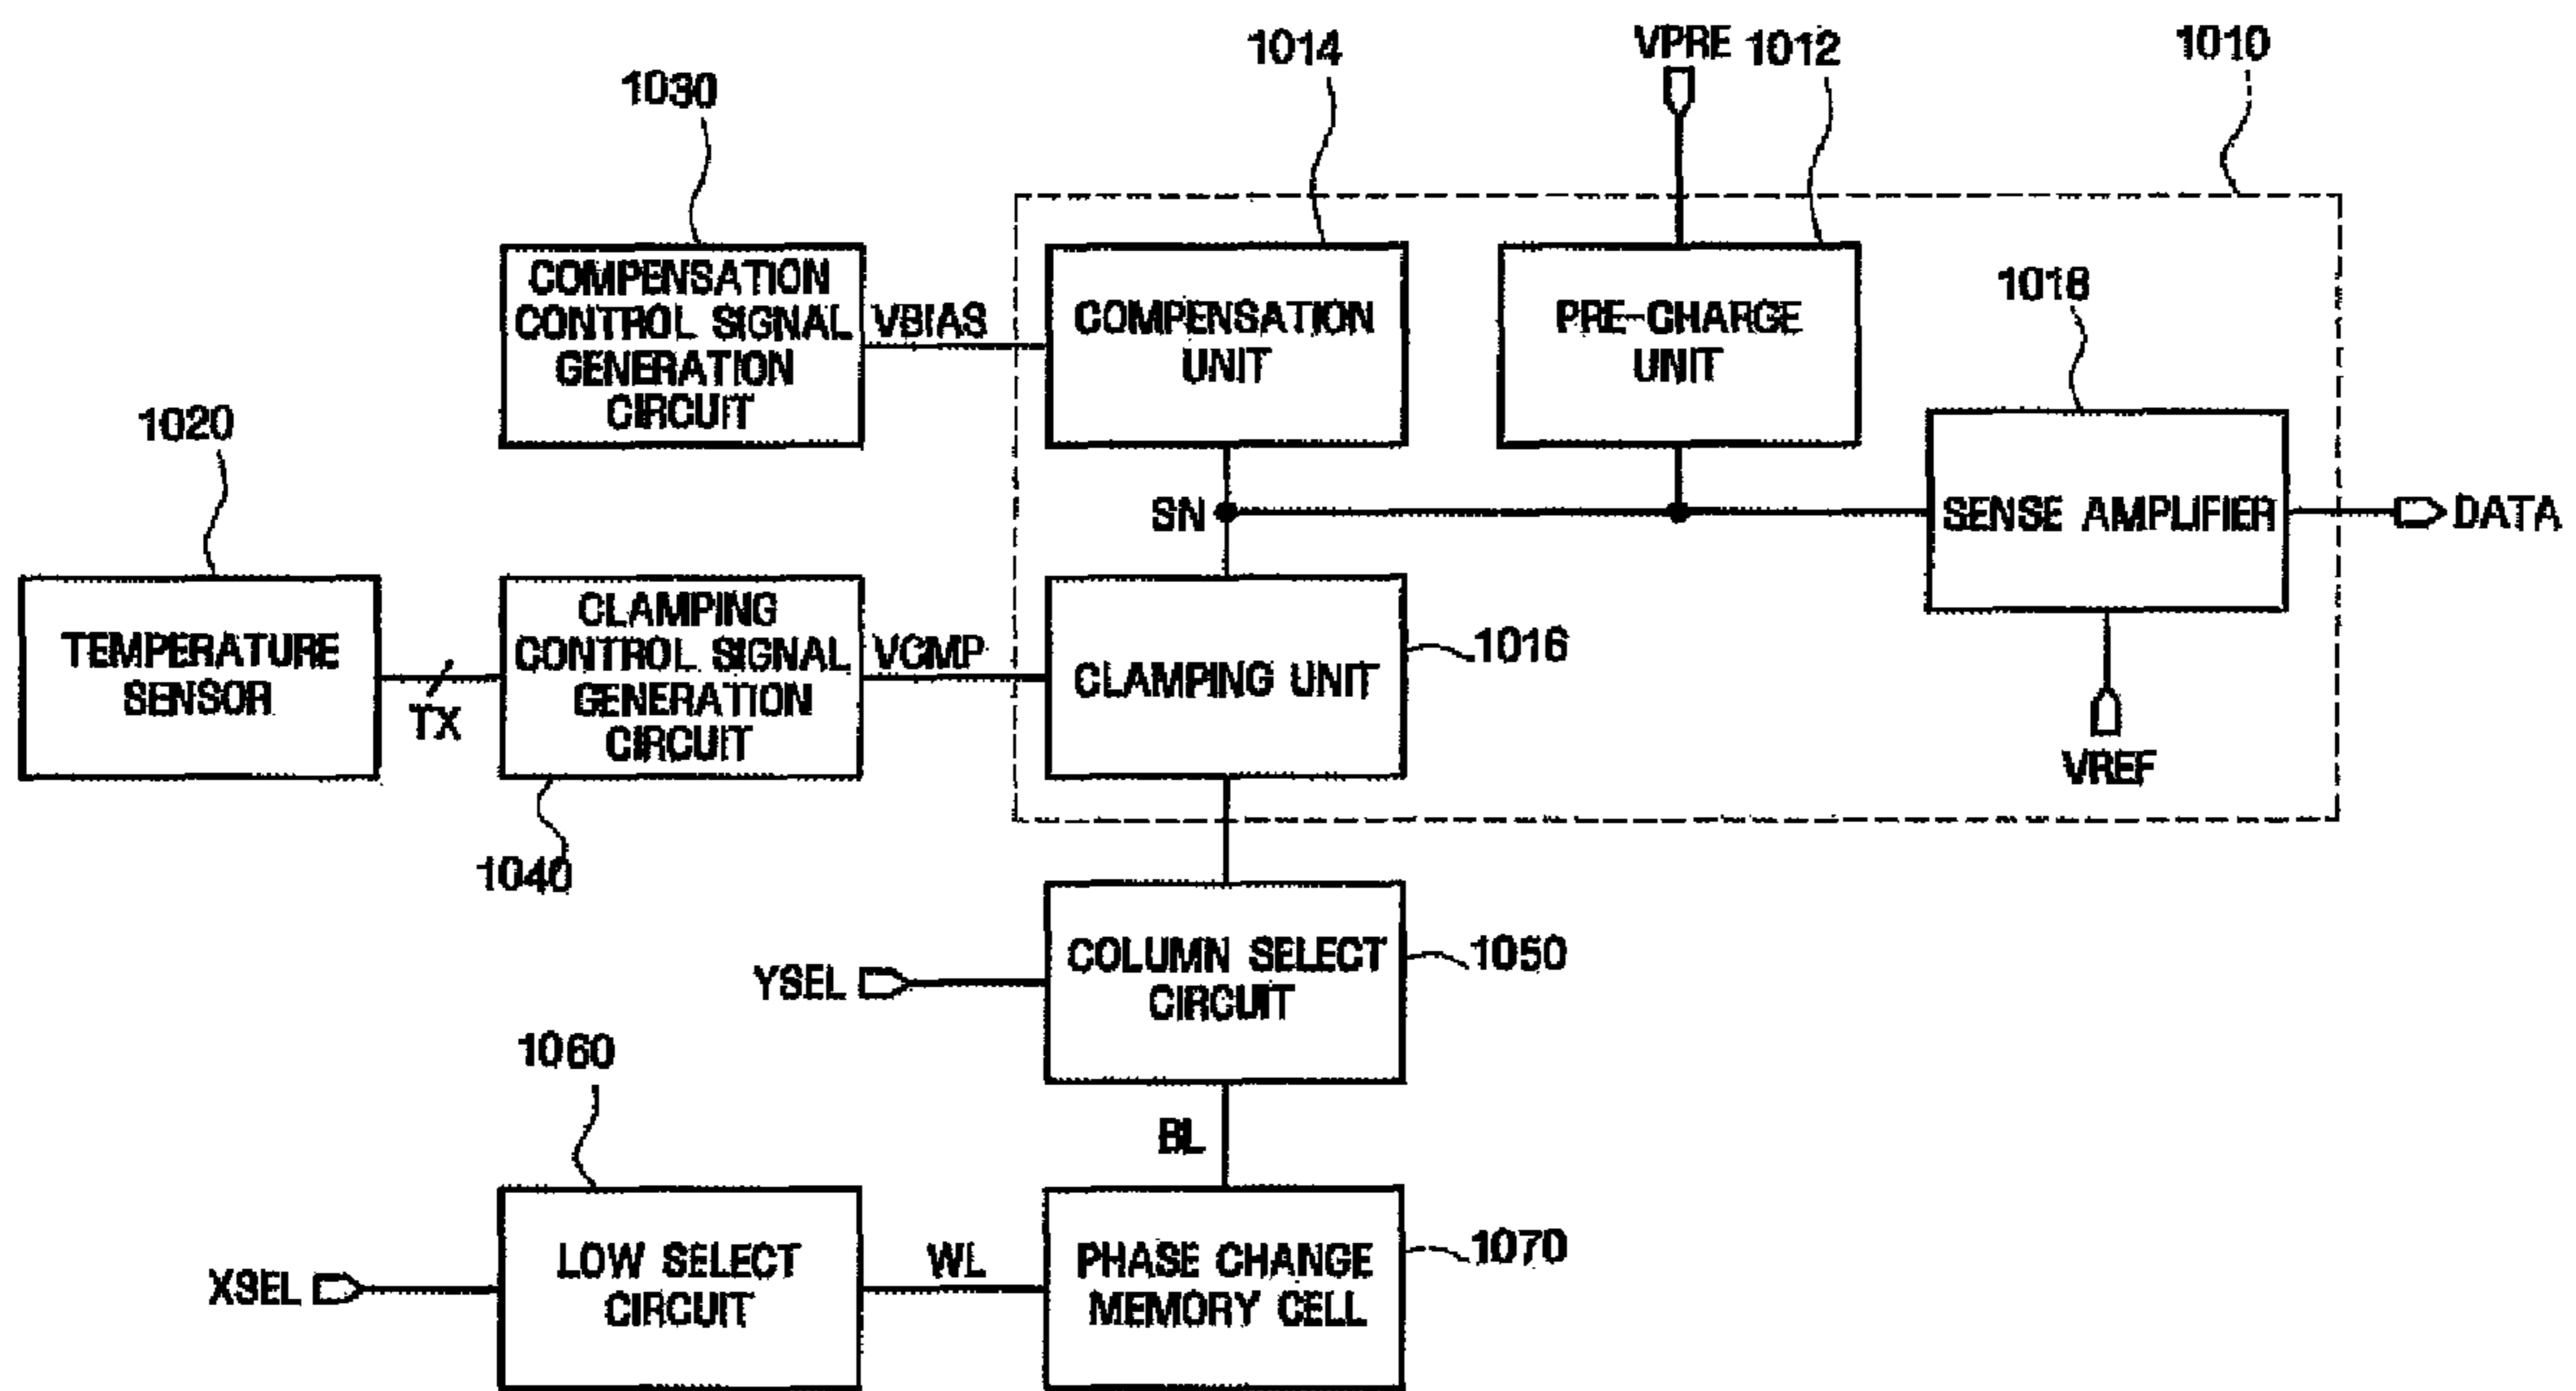 1014
VPRE
1012
1010
1030
COMPENSATION
CONTROL SIGNAL
GENERATION
CIRCUIT
VBIAS
COMPENSATION
UNIT
PRE-CHARGE
UNIT
1018
1020
SN
SENSE AMPLIFIER
DATA
TEMPERATURE
SENSOR
TX
CLAMPING
CONTROL SIGNAL
GENERATION
CIRCUIT
VCMP
CLAMPING UNIT
1016
VREF
1040
YSEL
COLUMN SELECT
CIRCUIT
1050
1060
BL
XSEL
LOW SELECT
CIRCUIT
WL
PHASE CHANGE
MEMORY CELL
1070